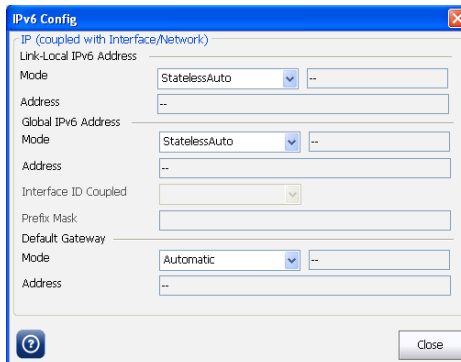 IPv6 Config
IP (coupled with Interface/Network)
Link-Local IPv6 Address
Mode StatelessAuto --
Address --
Global IPv6 Address
Mode StatelessAuto --
Address --
Interface ID Coupled
Prefix Mask
Default Gateway
Mode Automatic --
Address --
? Close